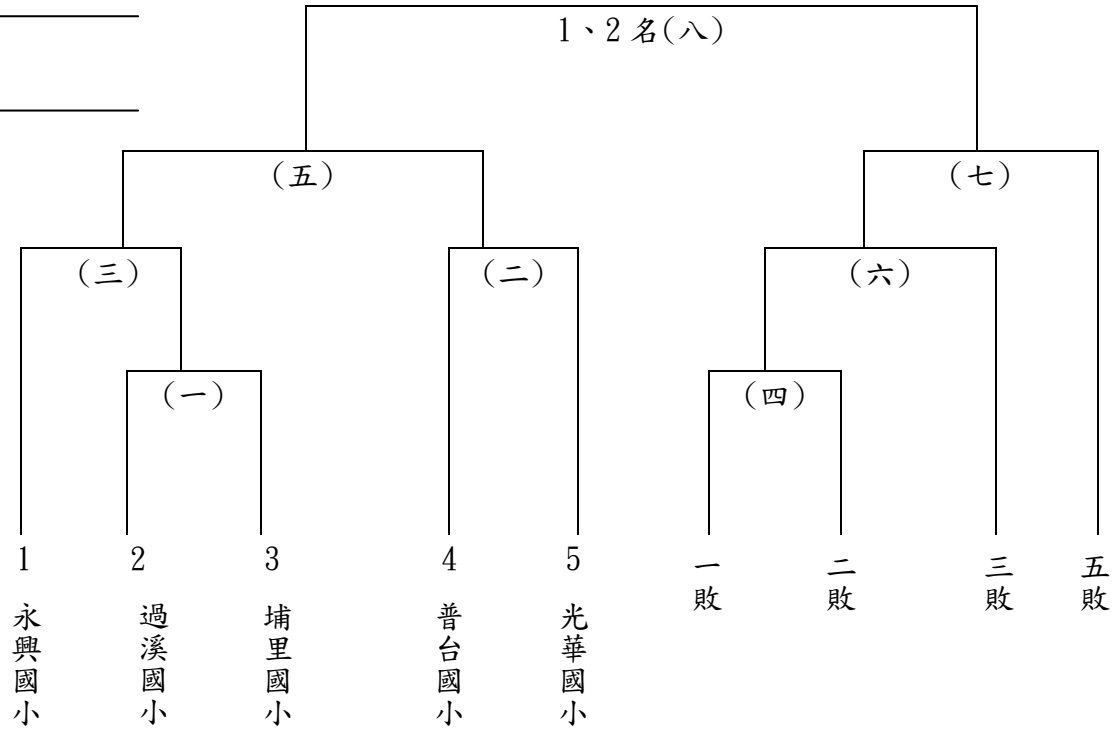 1、2名(八)
(五)
(七)
(三)
(二)
(六)
(一)
(四)
1
2
3
4
5
永興國小
過溪國小
埔里國小
普台國小
光華國小
一敗
二敗
三敗
五敗